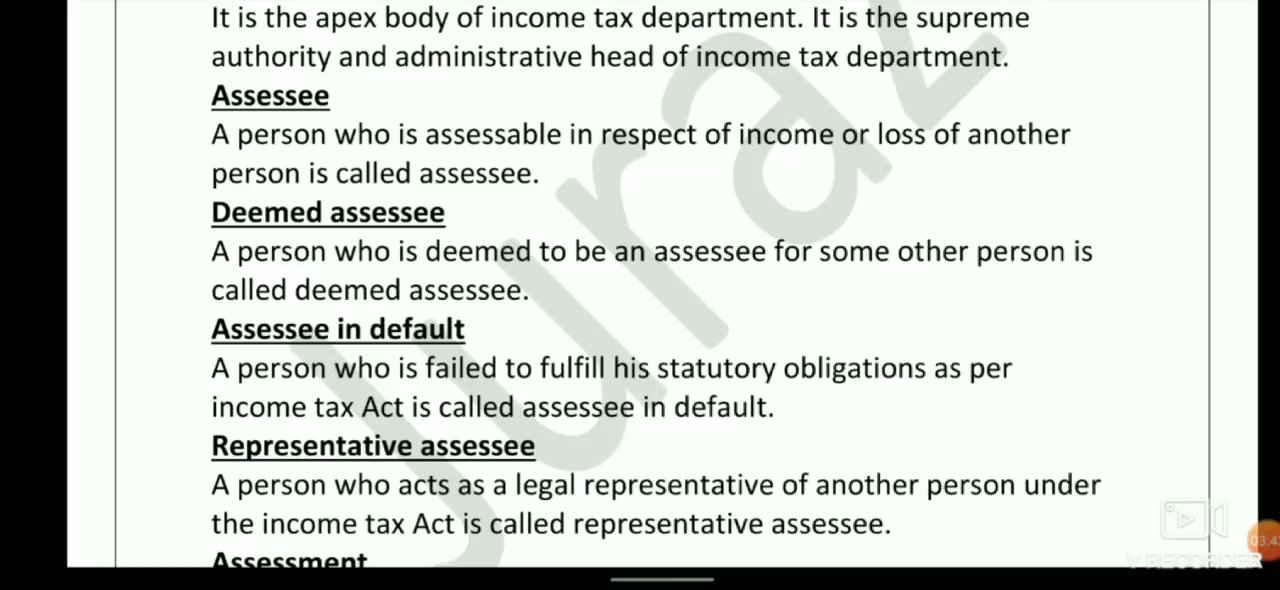 It is the apex body of income tax department. It is the supreme
authority and administrative head of income tax department.
Assessee
A person who is assessable in respect of income or loss of another
person is called assessee.
Deemed assessee
A person who is deemed to be an assessee for some other person is
called deemed assessee.
Assessee in default
A person who is failed to fulfill his statutory obligations as per
income tax Act is called assessee in default.
Representative assessee
A person who acts as a legal representative of another person under
the income tax Act is called representative assessee.
Assessment
Juraz
V RECORDER